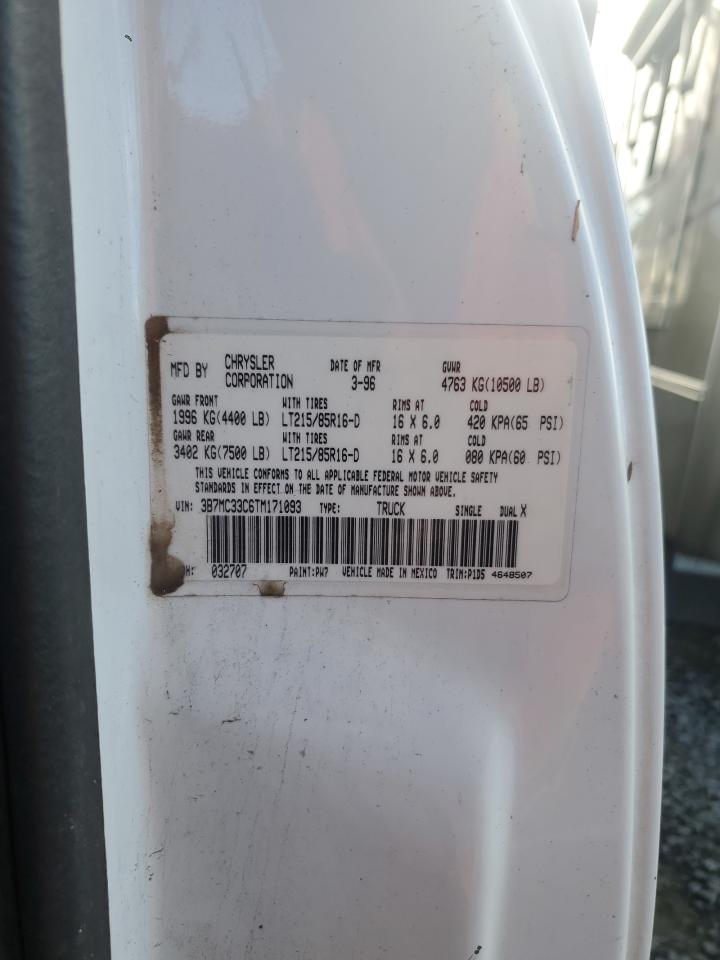 MFD BY CHRYSLER CORPORATION DATE OF MFR 3-96 GVWR 4763 KG(10500 LB)
GAWR FRONT WITH TIRES RIMS AT COLD
1996 KG(4400 LB) LT215/85R16-D 16 X 6.0 420 KPA(65 PSI)
GAWR REAR WITH TIRES RIMS AT COLD
3402 KG(7500 LB) LT215/85R16-D 16 X 6.0 080 KPA(60 PSI)
THIS VEHICLE CONFORMS TO ALL APPLICABLE FEDERAL MOTOR VEHICLE SAFETY
STANDARDS IN EFFECT ON THE DATE OF MANUFACTURE SHOWN ABOVE.
VIN: 3B7MC33C6TM171093 TYPE: TRUCK SINGLE DUAL X
H: 032707 PAINT:PW7 VEHICLE MADE IN MEXICO TRIM:P1D5 4648507